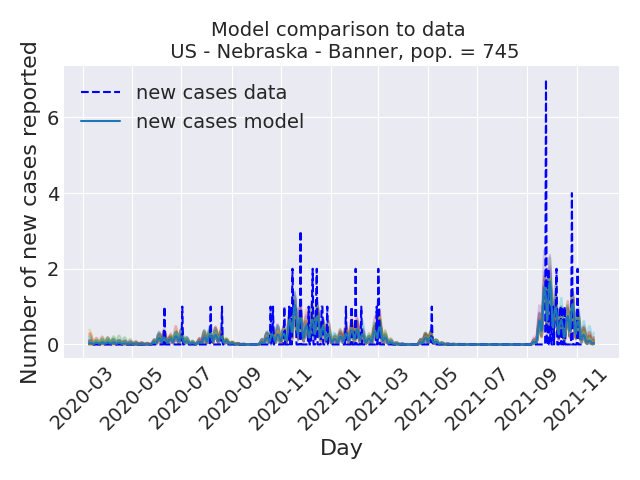 Model comparison to data
US - Nebraska - Banner, pop. = 745
Number of new cases reported
new cases data
new cases model
6
4
2
0
2020-03
2020-05
2020-07
2020-09
2020-11
2021-01
2021-03
2021-05
2021-07
2021-09
2021-11
Day